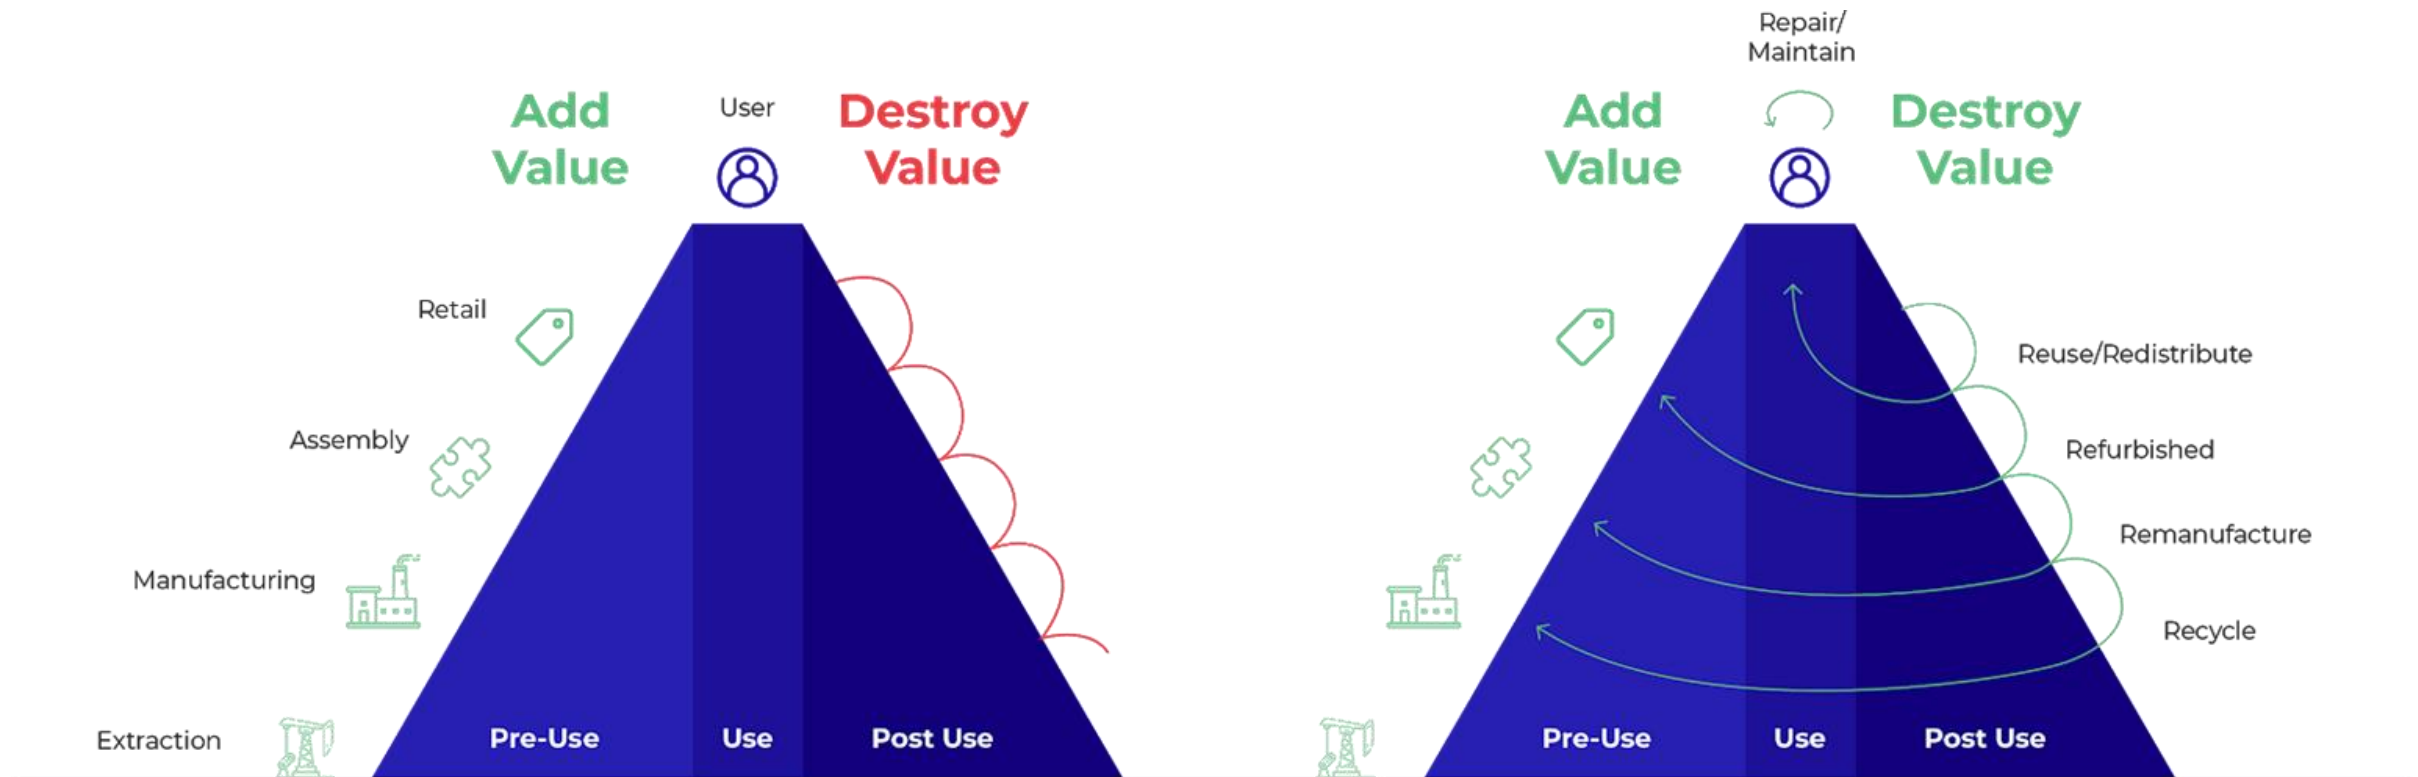 Add
Value
User
Destroy
Value
Retail
Assembly
Manufacturing
Extraction
Pre-Use
Use
Post Use
Repair/
Maintain
Add
Value
Destroy
Value
Reuse/Redistribute
Refurbished
Remanufacture
Recycle
Pre-Use
Use
Post Use